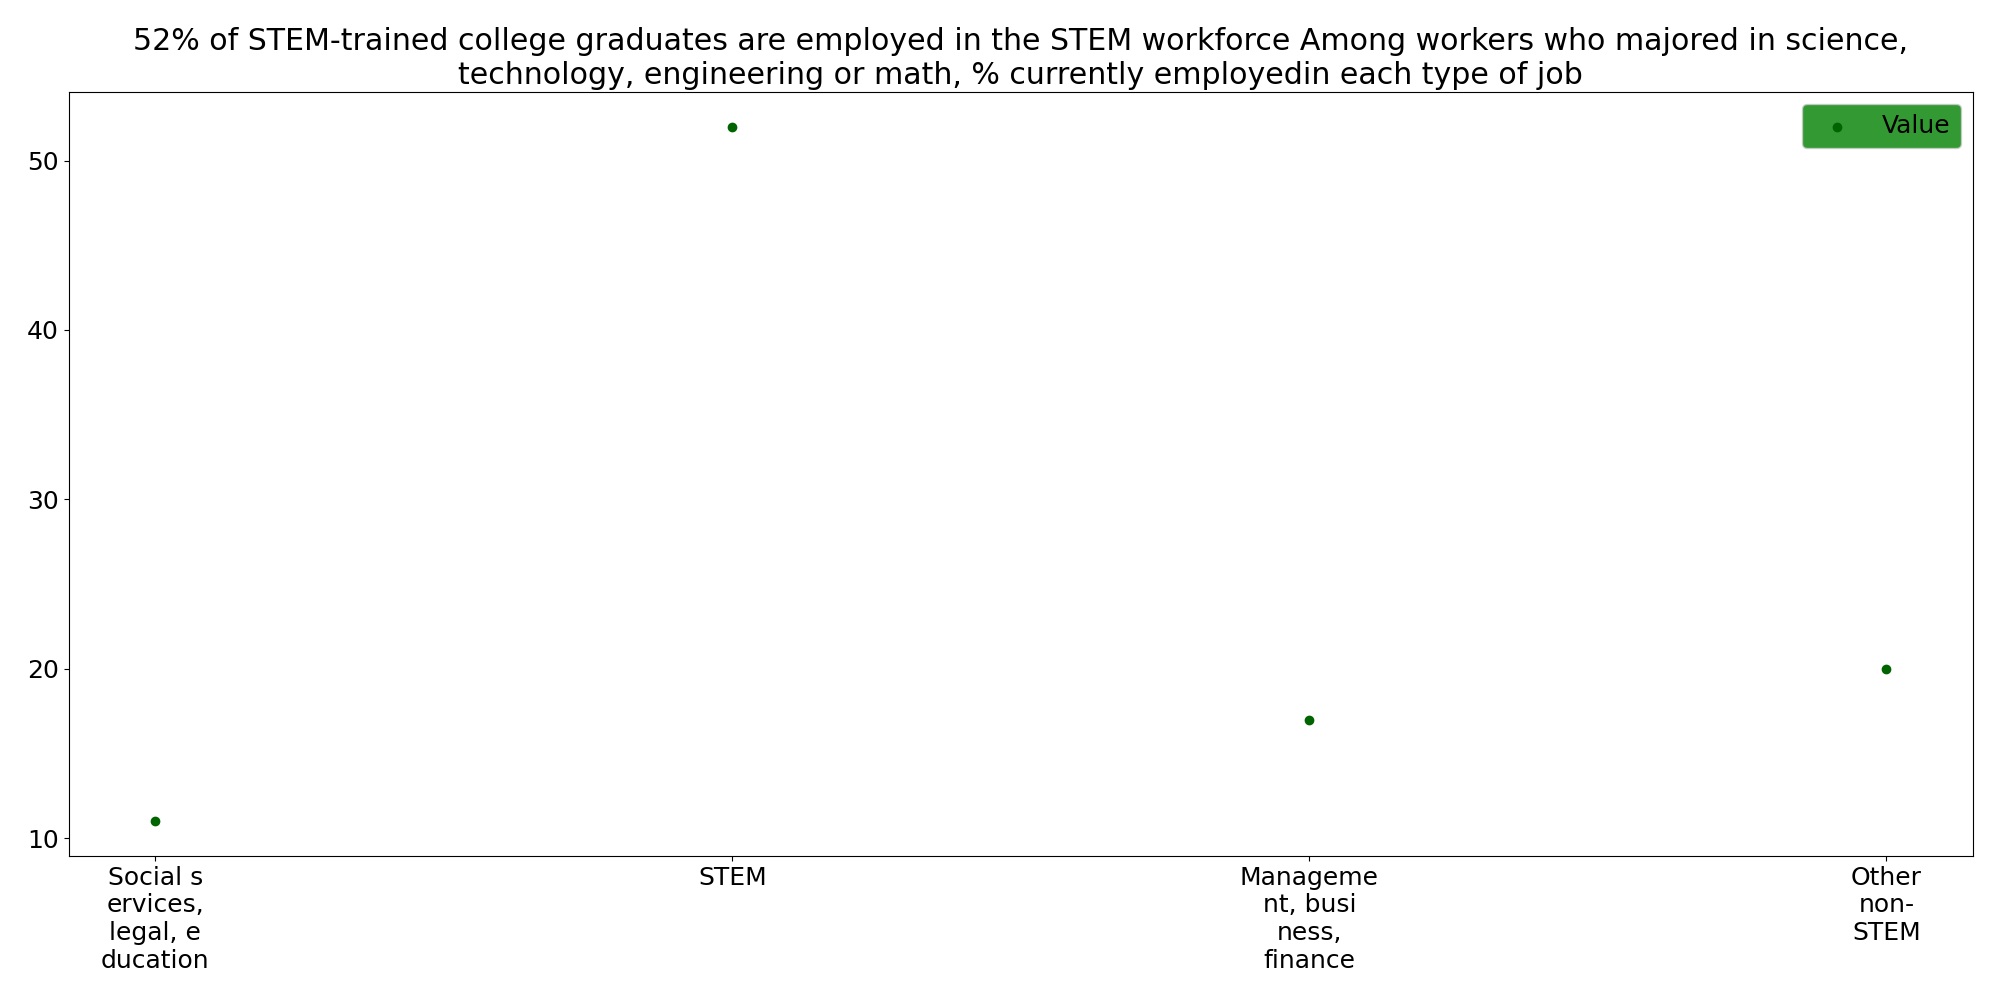 52% of STEM-trained college graduates are employed in the STEM workforce Among workers who majored in science,
technology, engineering or math, % currently employedin each type of job
Value
50
40
30
20
10
Social s
ervices,
legal, e
ducation
STEM
Manageme
nt, busi
ness,
finance
Other
non-
STEM